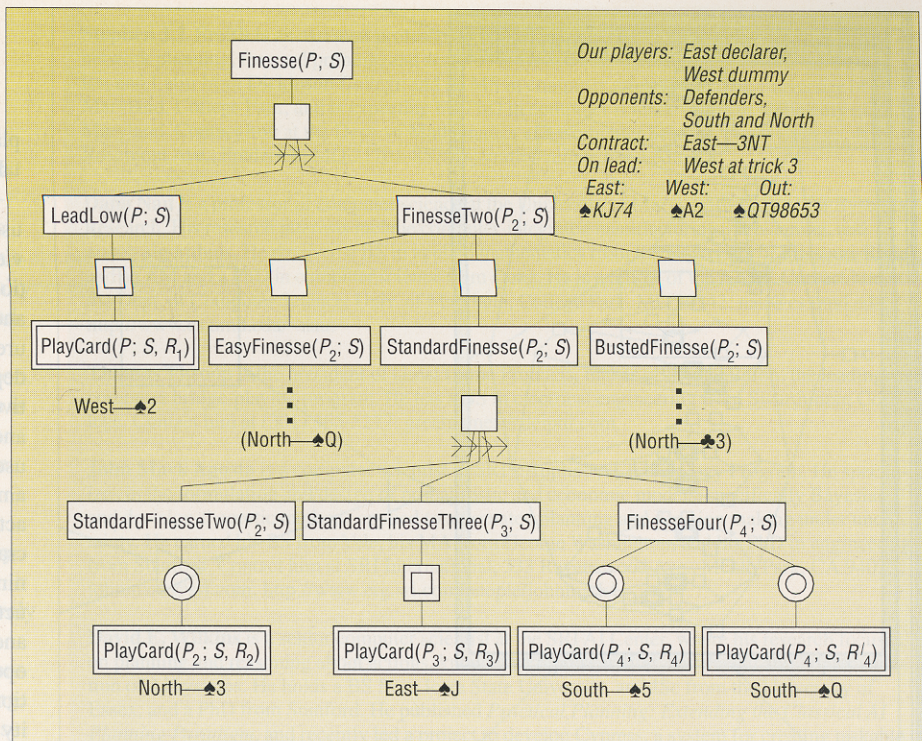 Finesse(P; S)
Our players: East declarer,
West dummy
Opponents: Defenders,
South and North
Contract: East—3NT
On lead: West at trick 3
East: West: Out:
♠KJ74 ♠A2 ♠QT98653
LeadLow(P; S)
FinesseTwo(P₂; S)
PlayCard(P; S, R₁)
EasyFinesse(P₂; S)
StandardFinesse(P₂; S)
BustedFinesse(P₂; S)
West—♠2
(North—♠Q)
(North—♣3)
StandardFinesseTwo(P₂; S)
StandardFinesseThree(P₃; S)
FinesseFour(P₄; S)
PlayCard(P₂; S, R₂)
PlayCard(P₃; S, R₃)
PlayCard(P₄; S, R₄)
PlayCard(P₄; S, R′₄)
North—♠3
East—♠J
South—♠5
South—♠Q